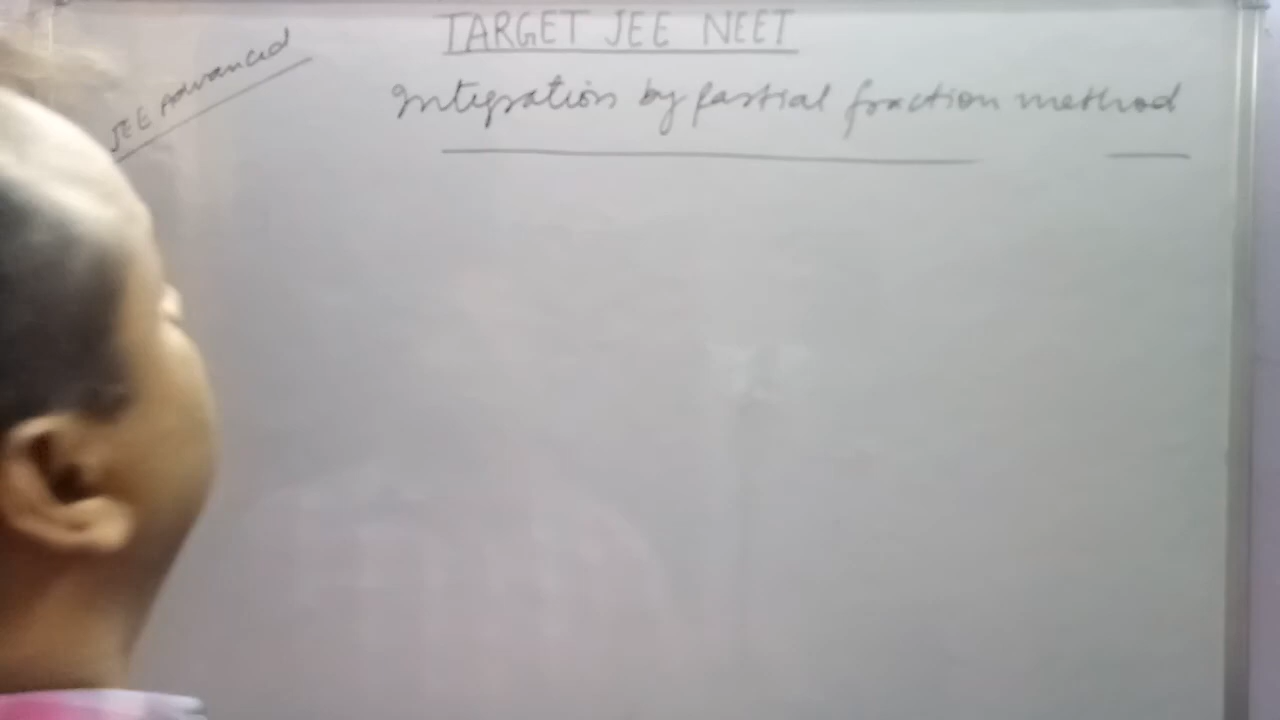 TARGET JEE NEET
JEE Advanced
Integration by partial fraction method